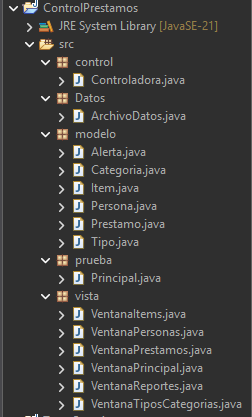 ControlPrestamos
JRE System Library [JavaSE-21]
src
control
Controladora.java
Datos
ArchivoDatos.java
modelo
Alerta.java
Categoria.java
Item.java
Persona.java
Prestamo.java
Tipo.java
prueba
Principal.java
vista
VentanaItems.java
VentanaPersonas.java
VentanaPrestamos.java
VentanaPrincipal.java
VentanaReportes.java
VentanaTiposCategorias.java